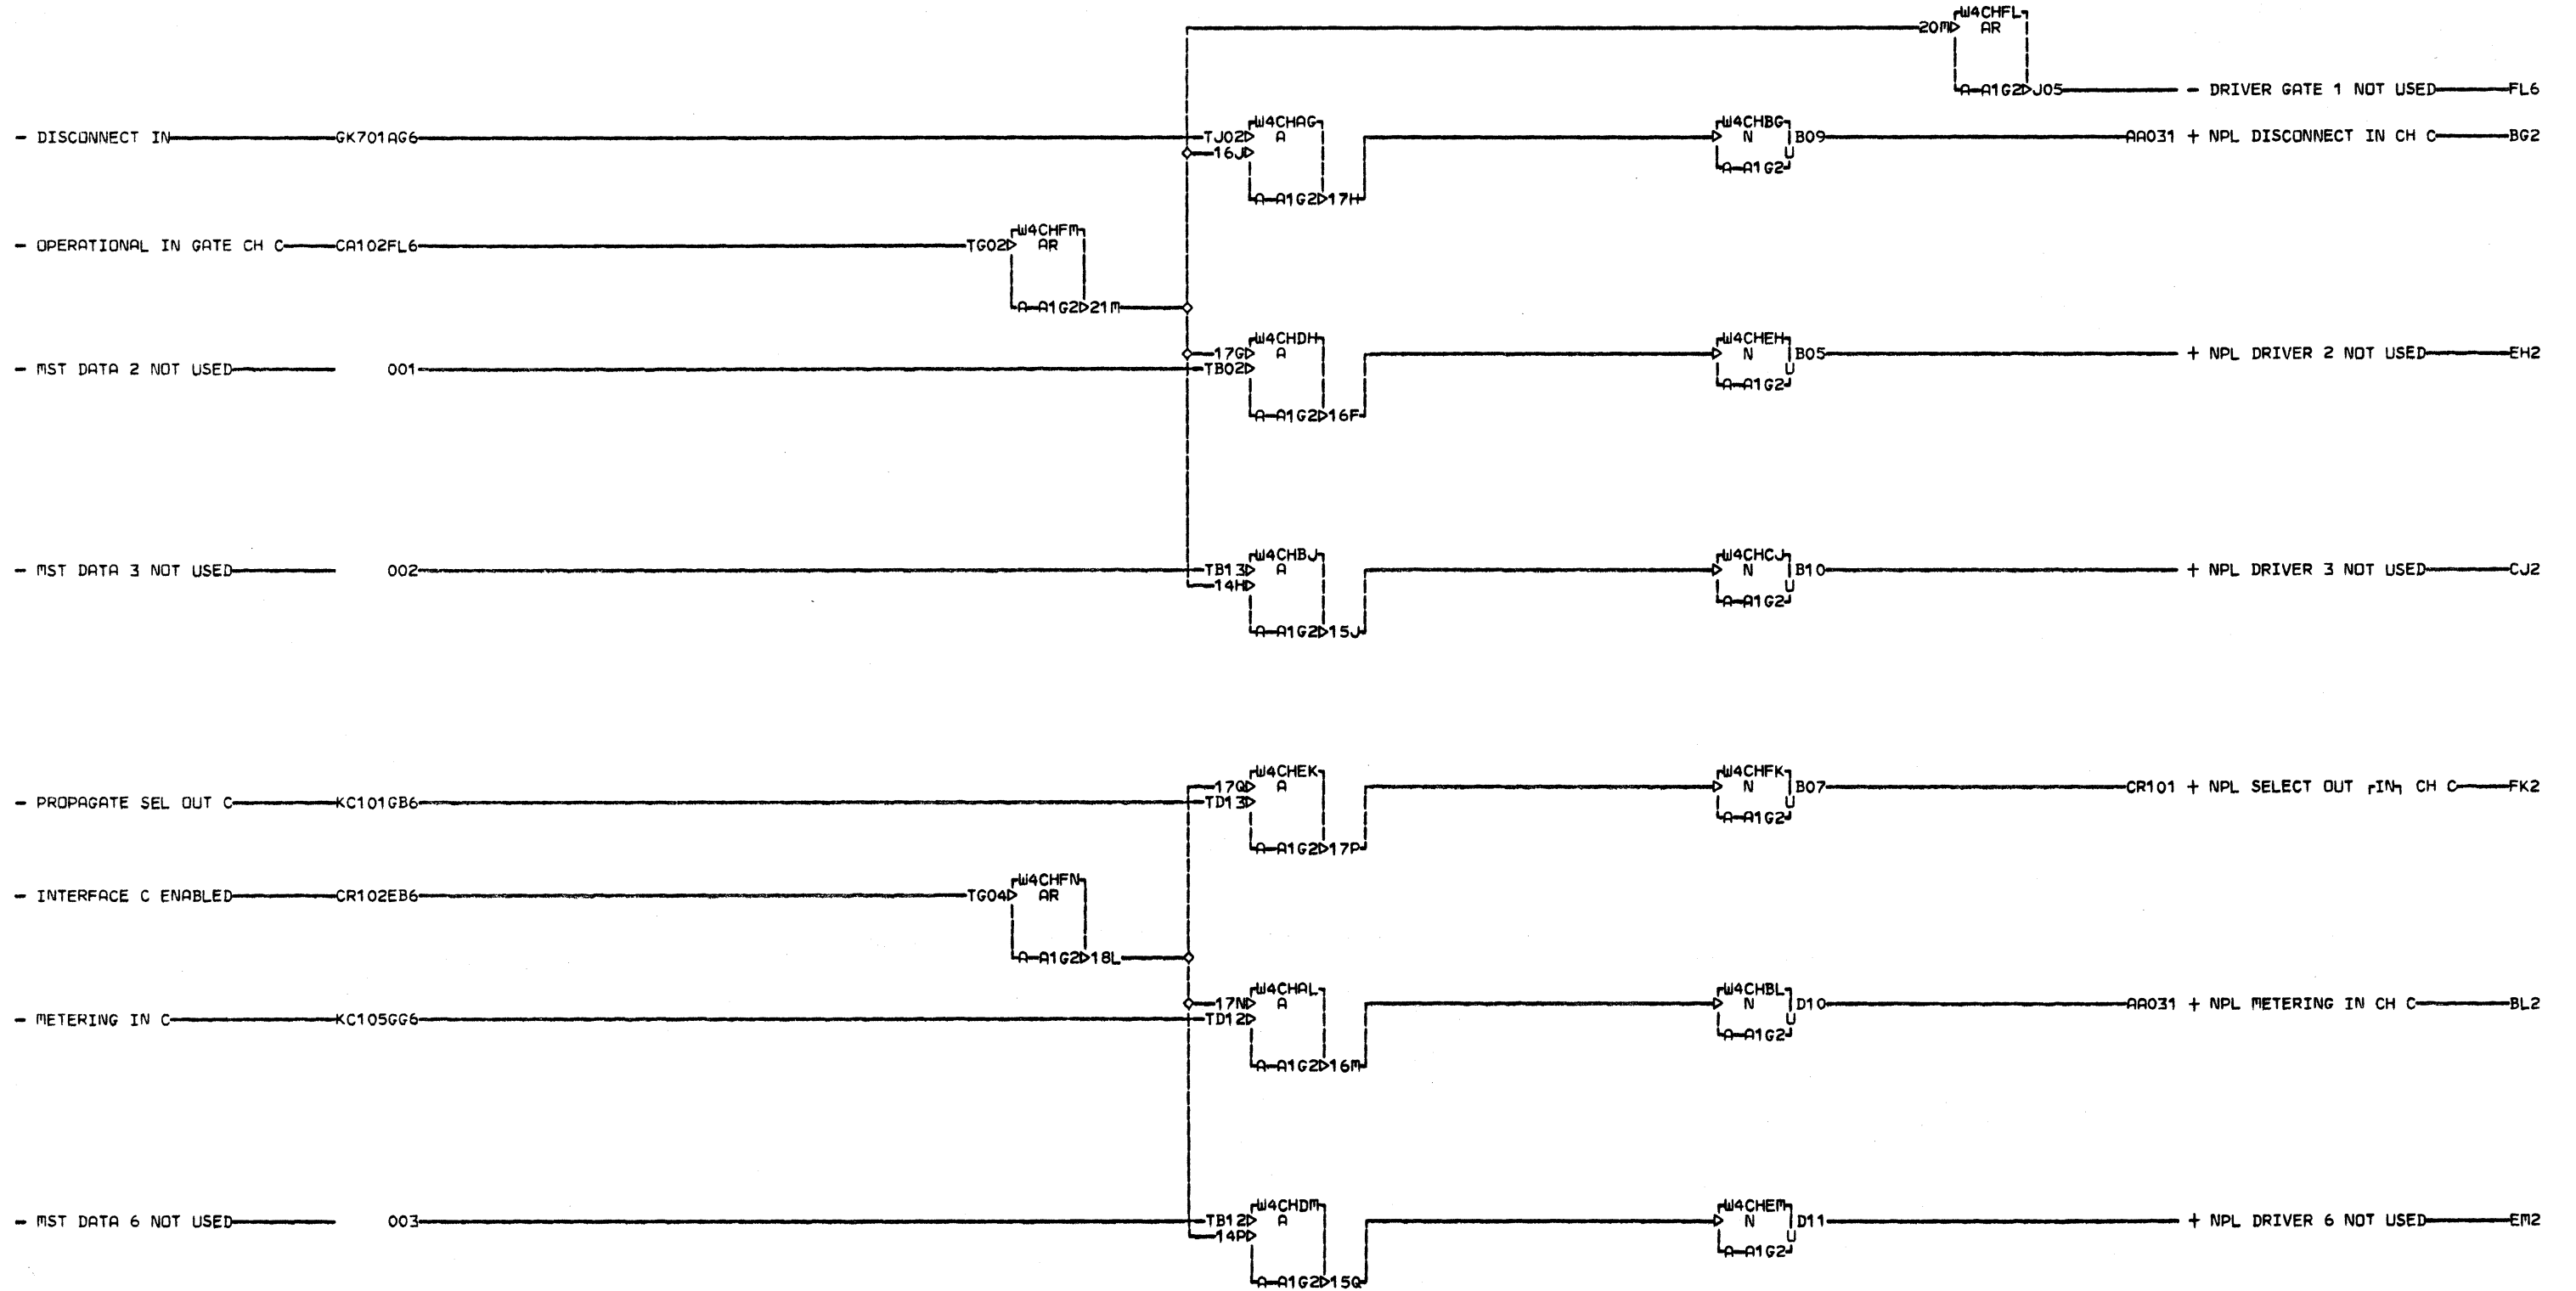 W4CHFL
20M AR
A A1G2 J05 - DRIVER GATE 1 NOT USED FL6
W4CHAG W4CHBG
- DISCONNECT IN GK701AG6 TJ02 A N B09 AA031 + NPL DISCONNECT IN CH C BG2
16J U
A A1G2
A A1G2 17H
W4CHFM
- OPERATIONAL IN GATE CH C CA102FL6 TG02 AR
A A1G2 21M
W4CHDH W4CHEH
17G A N B05 + NPL DRIVER 2 NOT USED EH2
- MST DATA 2 NOT USED 001 TB02 U
A A1G2
A A1G2 16F
W4CHBJ W4CHCJ
- MST DATA 3 NOT USED 002 TB13 A N B10 + NPL DRIVER 3 NOT USED CJ2
14H U
A A1G2
A A1G2 15J
W4CHEK W4CHFK
17Q A N B07 CR101 + NPL SELECT OUT ┌IN┐ CH C FK2
- PROPAGATE SEL OUT C KC101GB6 TD13 U
A A1G2
A A1G2 17P
W4CHFN
- INTERFACE C ENABLED CR102EB6 TG04 AR
A A1G2 18L
W4CHAL W4CHBL
17N A N D10 AA031 + NPL METERING IN CH C BL2
- METERING IN C KC105GG6 TD12 U
A A1G2
A A1G2 16M
W4CHDM W4CHEM
- MST DATA 6 NOT USED 003 TB12 A N D11 + NPL DRIVER 6 NOT USED EM2
14P U
A A1G2
A A1G2 15Q